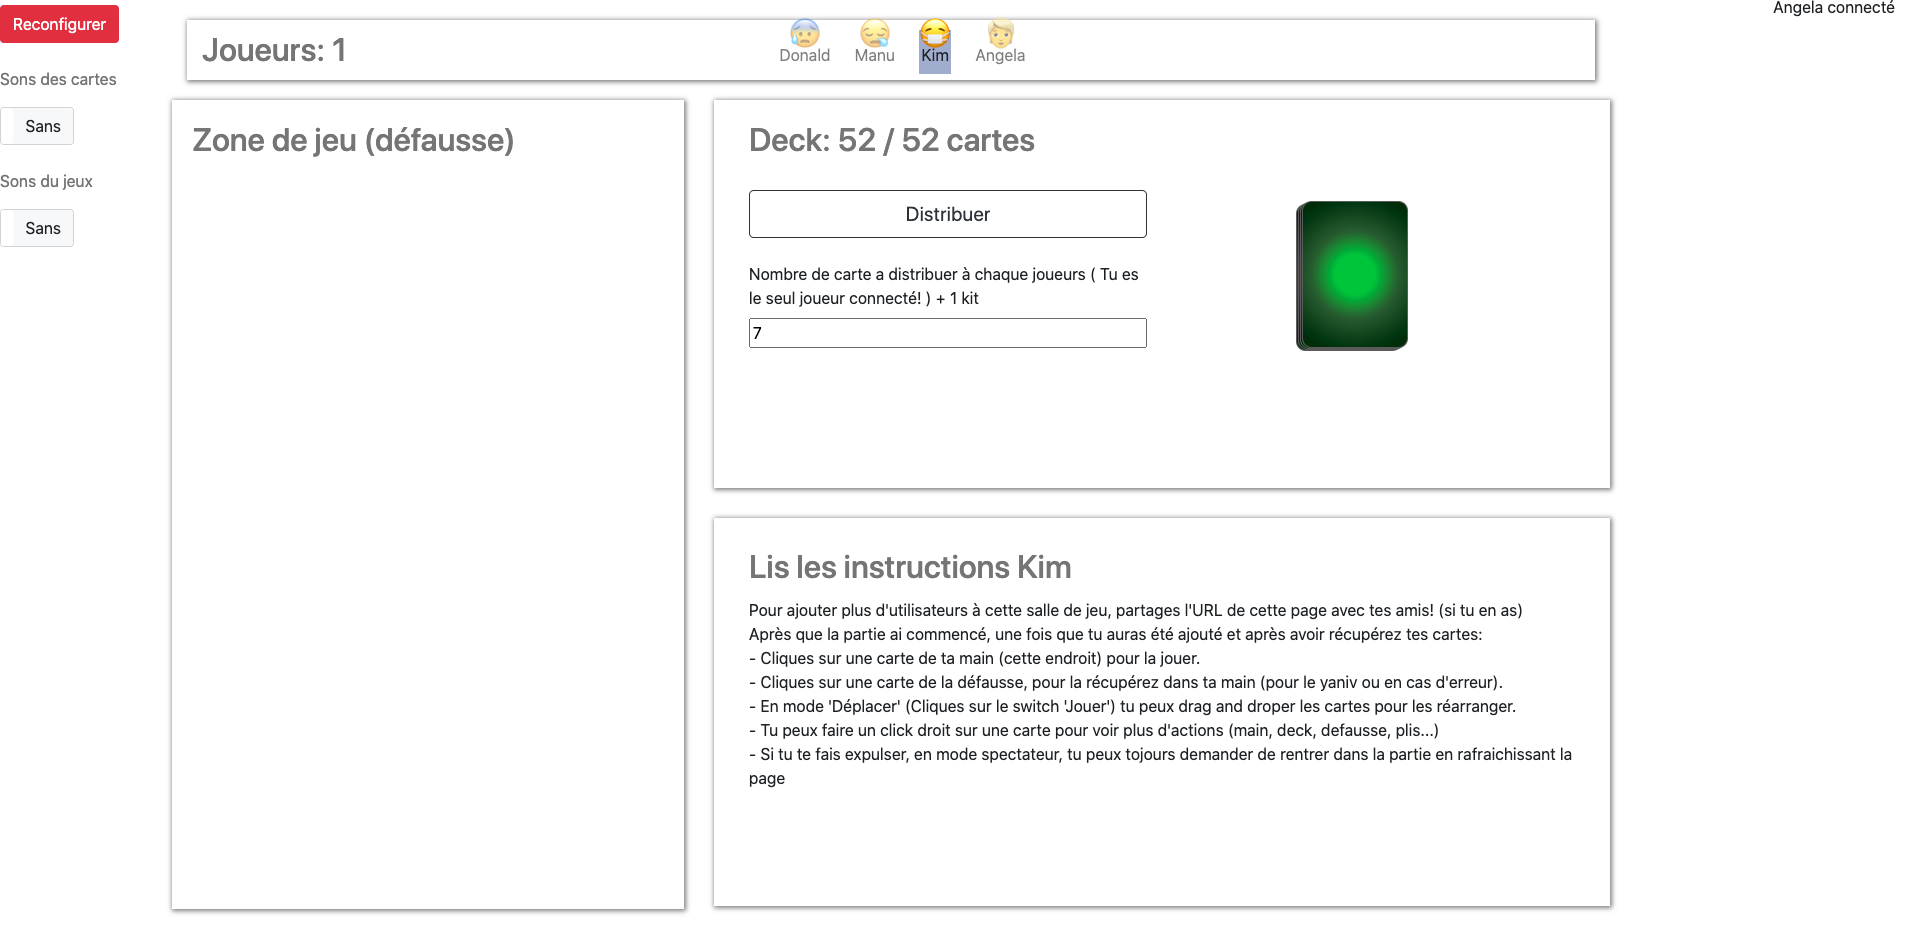 Angela connecté
Reconfigurer
Joueurs: 1
Donald
Manu
Kim
Angela
Sons des cartes
Sans
Sons du jeux
Sans
Zone de jeu (défausse)
Deck: 52 / 52 cartes
Distribuer
Nombre de carte a distribuer à chaque joueurs ( Tu es
le seul joueur connecté! ) + 1 kit
7
Lis les instructions Kim
Pour ajouter plus d'utilisateurs à cette salle de jeu, partages l'URL de cette page avec tes amis! (si tu en as)
Après que la partie ai commencé, une fois que tu auras été ajouté et après avoir récupérez tes cartes:
- Cliques sur une carte de ta main (cette endroit) pour la jouer.
- Cliques sur une carte de la défausse, pour la récupérez dans ta main (pour le yaniv ou en cas d'erreur).
- En mode 'Déplacer' (Cliques sur le switch 'Jouer') tu peux drag and droper les cartes pour les réarranger.
- Tu peux faire un click droit sur une carte pour voir plus d'actions (main, deck, defausse, plis...)
- Si tu te fais expulser, en mode spectateur, tu peux tojours demander de rentrer dans la partie en rafraichissant la
page